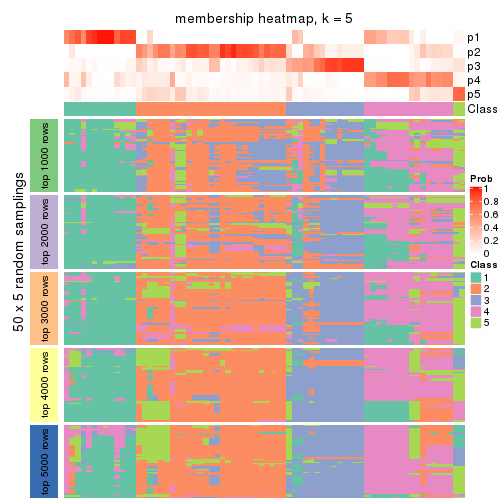 membership heatmap, k = 5
p1
p2
p3
p4
p5
Class
50 x 5 random samplings
top 1000 rows
top 2000 rows
top 3000 rows
top 4000 rows
top 5000 rows
Prob
1
0.8
0.6
0.4
0.2
0
Class
1
2
3
4
5